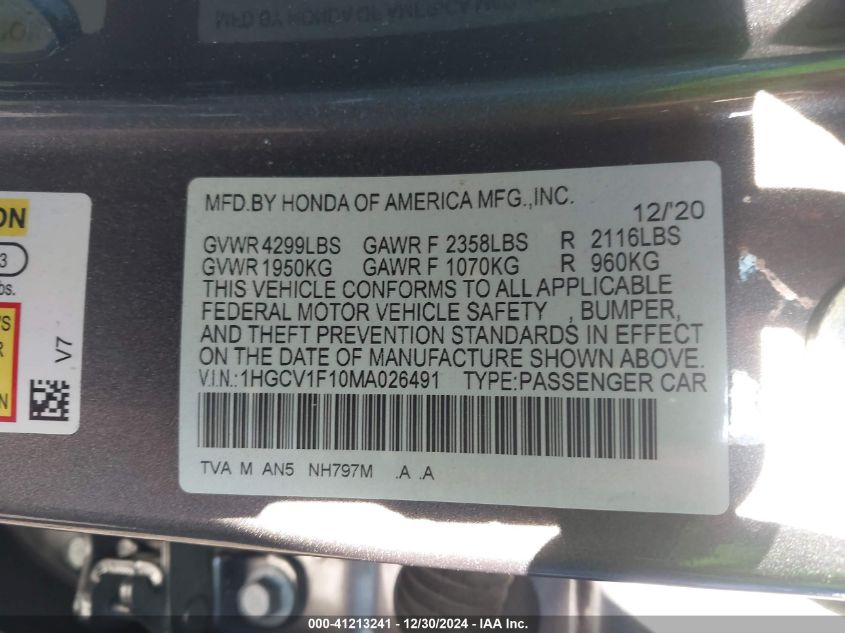 MFD.BY HONDA OF AMERICA MFG.,INC.
12/'20
GVWR 4299LBS GAWR F 2358LBS R 2116LBS
GVWR 1950KG GAWR F 1070KG R 960KG
THIS VEHICLE CONFORMS TO ALL APPLICABLE
FEDERAL MOTOR VEHICLE SAFETY , BUMPER,
AND THEFT PREVENTION STANDARDS IN EFFECT
ON THE DATE OF MANUFACTURE SHOWN ABOVE.
V.I.N.:1HGCV1F10MA026491 TYPE:PASSENGER CAR
TVA M AN5 NH797M .A .A
ON
3
bs.
S
R
N
V7
000-41213241 - 12/30/2024 - IAA Inc.